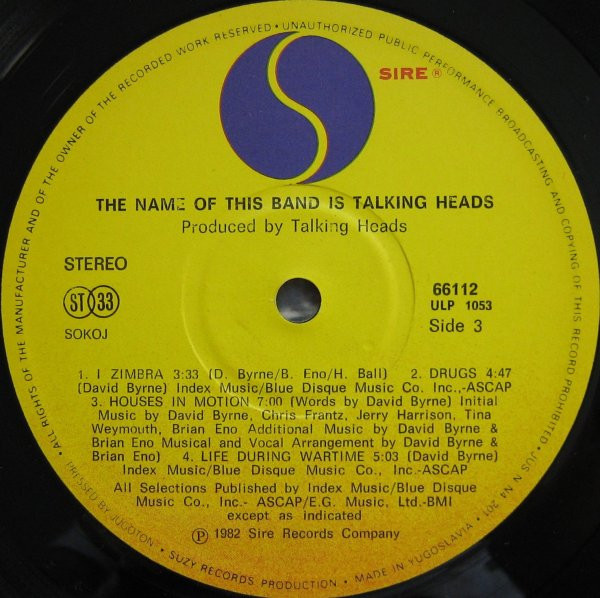 • ALL RIGHTS OF THE MANUFACTURER AND OF THE OWNER OF THE RECORDED WORK RESERVED • UNAUTHORIZED PUBLIC PERFORMANCE BROADCASTING AND COPYING OF THIS RECORD PROHIBITED • JUS N N4 201
SIRE ®
THE NAME OF THIS BAND IS TALKING HEADS
Produced by Talking Heads
STEREO
ST 33
SOKOJ
66112
ULP 1053
Side 3
1. I ZIMBRA 3:33 (D. Byrne/B. Eno/H. Ball) 2. DRUGS 4:47
(David Byrne) Index Music/Blue Disque Music Co. Inc.,-ASCAP
3. HOUSES IN MOTION 7:00 (Words by David Byrne) Initial
Music by David Byrne, Chris Frantz, Jerry Harrison, Tina
Weymouth, Brian Eno Additional Music by David Byrne &
Brian Eno Musical and Vocal Arrangement by David Byrne &
Brian Eno) 4. LIFE DURING WARTIME 5:03 (David Byrne)
Index Music/Blue Disque Music Co., Inc.-ASCAP
All Selections Published by Index Music/Blue Disque
Music Co., Inc.- ASCAP/E.G. Music, Ltd.-BMI
except as indicated
Ⓟ 1982 Sire Records Company
PRESSED BY JUGOTON • SUZY RECORDS PRODUCTION • MADE IN YUGOSLAVIA •